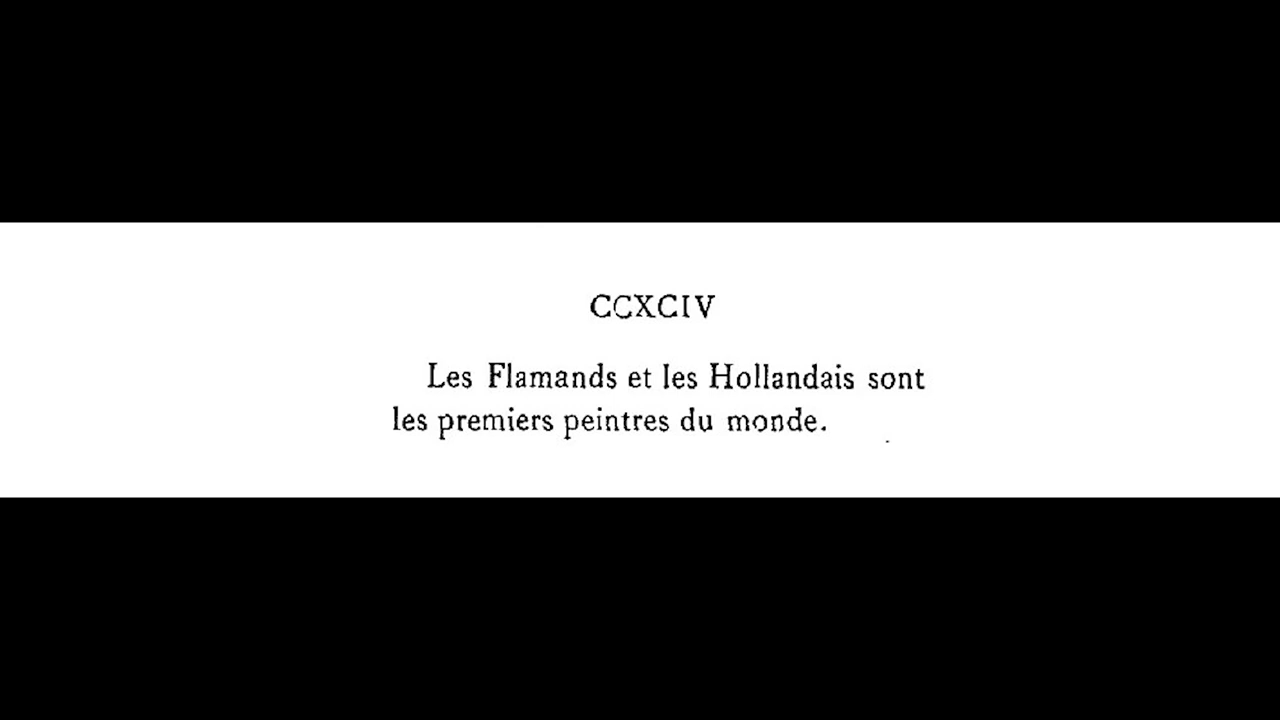 CCXCIV
Les Flamands et les Hollandais sont
les premiers peintres du monde.